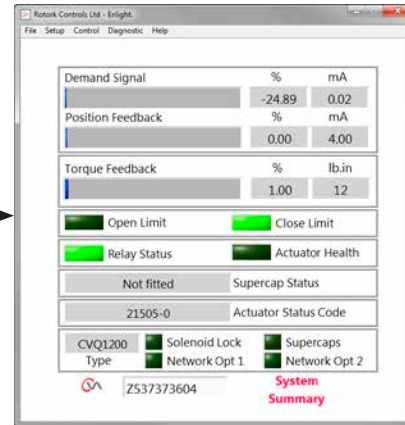 Rotork Controls Ltd - Enlight.
File Setup Control Diagnostic Help
Demand Signal % mA
-24.89 0.02
Position Feedback % mA
0.00 4.00
Torque Feedback % lb.in
1.00 12
Open Limit Close Limit
Relay Status Actuator Health
Not fitted Supercap Status
21505-0 Actuator Status Code
CVQ1200 Solenoid Lock Supercaps
Type Network Opt 1 Network Opt 2
Z537373604 System
Summary